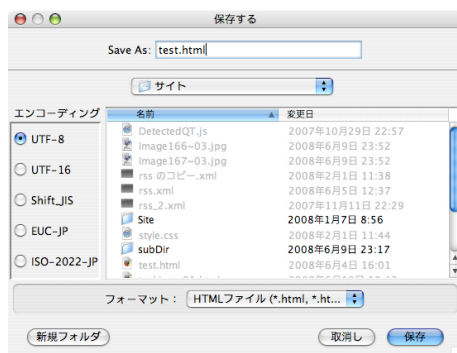 保存する
Save As: test.html
サイト
エンコーディング
UTF-8
UTF-16
Shift_JIS
EUC-JP
ISO-2022-JP
名前 変更日
DetectedQT.js 2007年10月29日 22:57
Image166~03.jpg 2008年6月9日 23:52
Image167~03.jpg 2008年6月9日 23:52
rss のコピー.xml 2008年2月1日 11:38
rss.xml 2008年6月5日 12:37
rss_2.xml 2007年11月11日 22:29
Site 2008年1月7日 8:56
style.css 2008年2月1日 11:44
subDir 2008年6月9日 23:17
test.html 2008年6月4日 16:01
フォーマット： HTMLファイル (*.html, *.ht...
新規フォルダ 取消し 保存